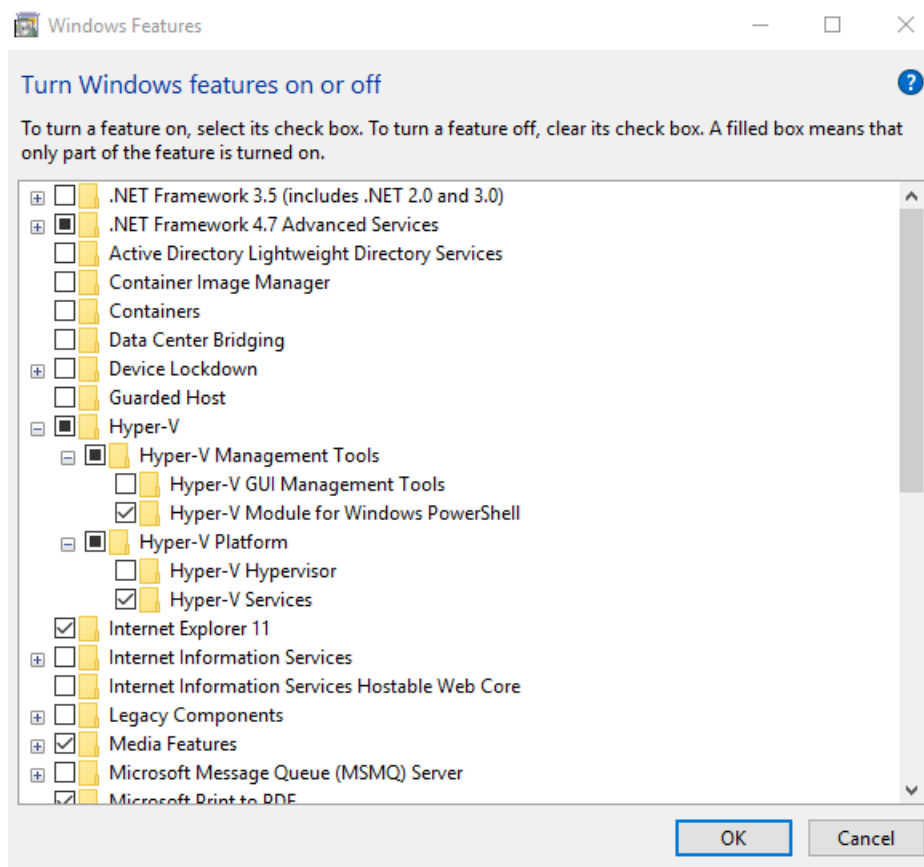 Windows Features
Turn Windows features on or off
?
To turn a feature on, select its check box. To turn a feature off, clear its check box. A filled box means that
only part of the feature is turned on.
.NET Framework 3.5 (includes .NET 2.0 and 3.0)
.NET Framework 4.7 Advanced Services
Active Directory Lightweight Directory Services
Container Image Manager
Containers
Data Center Bridging
Device Lockdown
Guarded Host
Hyper-V
Hyper-V Management Tools
Hyper-V GUI Management Tools
Hyper-V Module for Windows PowerShell
Hyper-V Platform
Hyper-V Hypervisor
Hyper-V Services
Internet Explorer 11
Internet Information Services
Internet Information Services Hostable Web Core
Legacy Components
Media Features
Microsoft Message Queue (MSMQ) Server
Microsoft Print to PDF
OK
Cancel